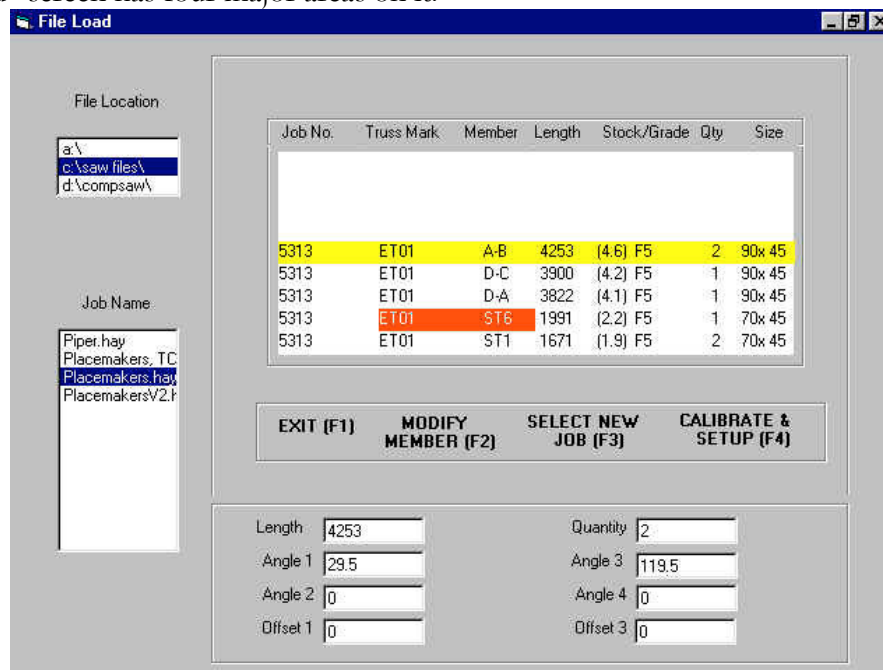 screen has four major areas on it.
File Load
File Location
a:\
c:\saw files\
d:\compsaw\
Job Name
Piper.hay
Placemakers, TC
Placemakers.hay
PlacemakersV2.h
Job No. Truss Mark Member Length Stock/Grade Qty Size
5313 ET01 A-B 4253 (4.6) F5 2 90x 45
5313 ET01 D-C 3900 (4.2) F5 1 90x 45
5313 ET01 D-A 3822 (4.1) F5 1 90x 45
5313 ET01 ST6 1991 (2.2) F5 1 70x 45
5313 ET01 ST1 1671 (1.9) F5 2 70x 45
EXIT (F1) MODIFY MEMBER (F2) SELECT NEW JOB (F3) CALIBRATE & SETUP (F4)
Length 4253 Quantity 2
Angle 1 29.5 Angle 3 119.5
Angle 2 0 Angle 4 0
Offset 1 0 Offset 3 0